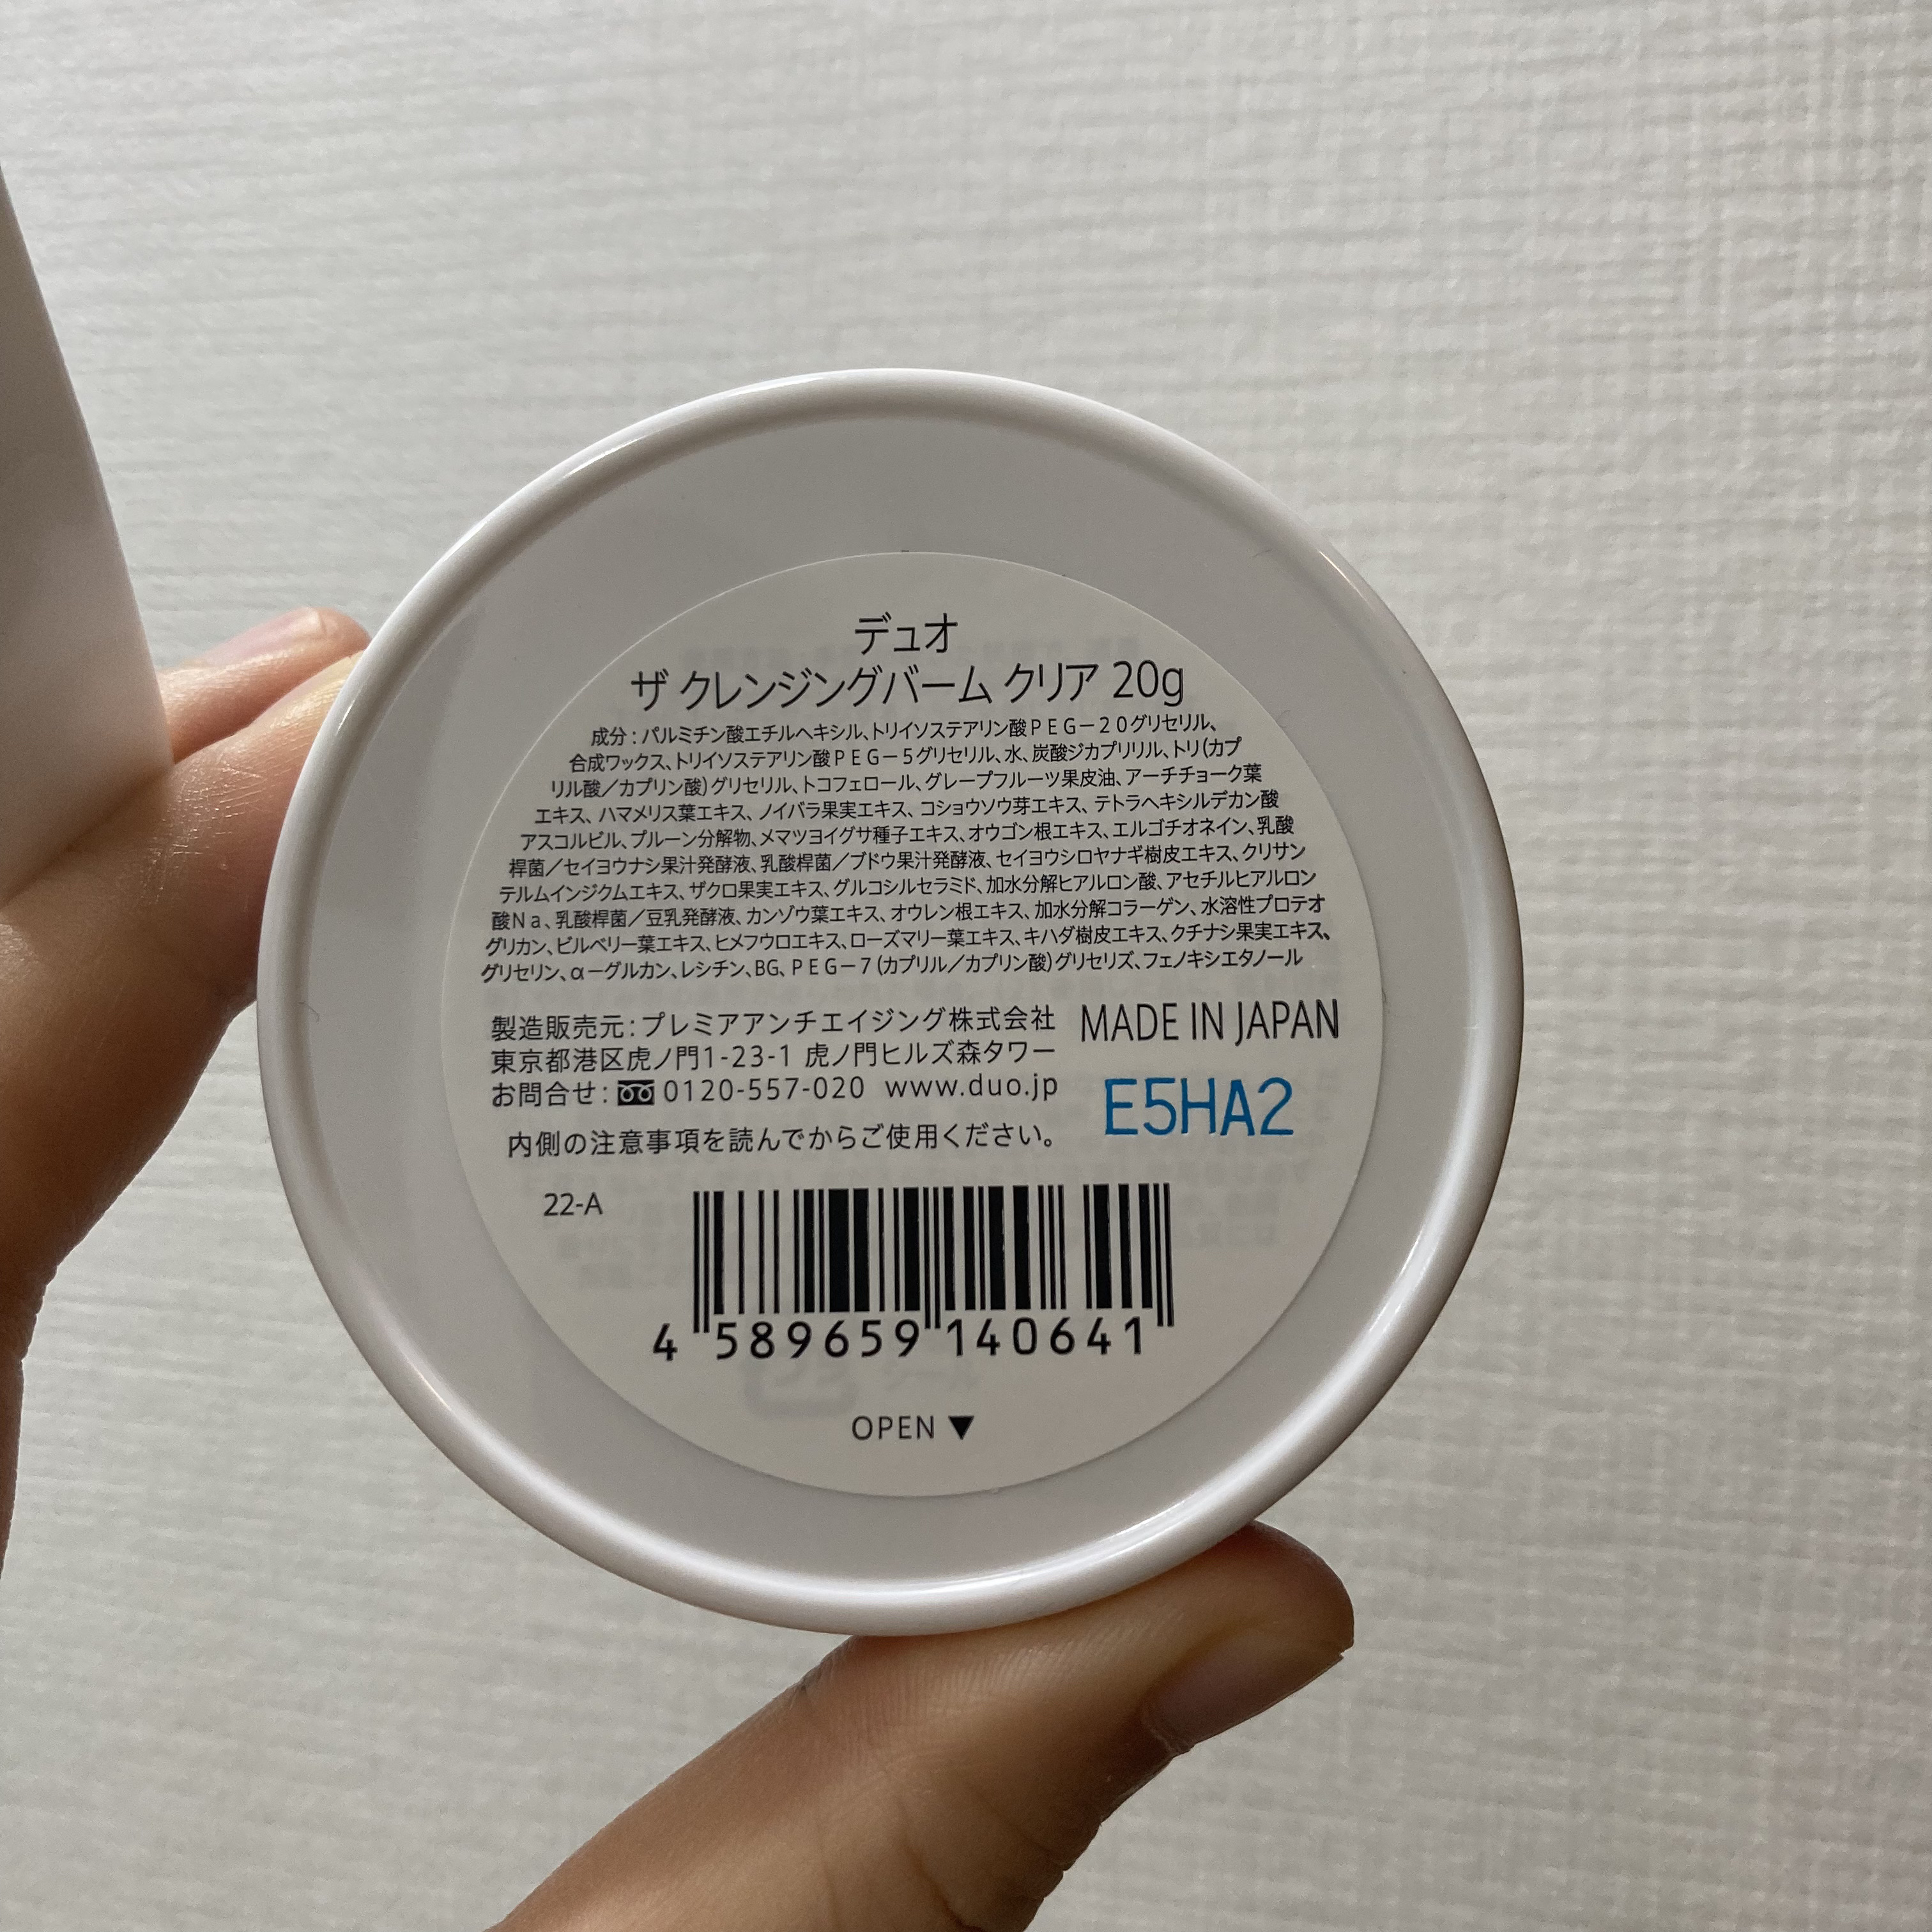 デュオ
ザ クレンジングバーム クリア 20g
成分：パルミチン酸エチルヘキシル、トリイソステアリン酸ＰＥＧ－２０グリセリル、
合成ワックス、トリイソステアリン酸ＰＥＧ－５グリセリル、水、炭酸ジカプリリル、トリ（カプ
リル酸／カプリン酸）グリセリル、トコフェロール、グレープフルーツ果皮油、アーチチョーク葉
エキス、ハマメリス葉エキス、ノイバラ果実エキス、コショウソウ芽エキス、テトラヘキシルデカン酸
アスコルビル、プルーン分解物、メマツヨイグサ種子エキス、オウゴン根エキス、エルゴチオネイン、乳酸
桿菌／セイヨウナシ果汁発酵液、乳酸桿菌／ブドウ果汁発酵液、セイヨウシロヤナギ樹皮エキス、クリサン
テルムインジクムエキス、ザクロ果実エキス、グルコシルセラミド、加水分解ヒアルロン酸、アセチルヒアルロン
酸Ｎａ、乳酸桿菌／豆乳発酵液、カンゾウ葉エキス、オウレン根エキス、加水分解コラーゲン、水溶性プロテオ
グリカン、ビルベリー葉エキス、ヒメフウロエキス、ローズマリー葉エキス、キハダ樹皮エキス、クチナシ果実エキス、
グリセリン、α－グルカン、レシチン、BG、ＰＥＧ－７（カプリル／カプリン酸）グリセリズ、フェノキシエタノール
製造販売元：プレミアアンチエイジング株式会社
東京都港区虎ノ門1-23-1 虎ノ門ヒルズ森タワー
お問合せ： 0120-557-020 www.duo.jp
内側の注意事項を読んでからご使用ください。
MADE IN JAPAN
E5HA2
22-A
4 589659 140641
OPEN ▼